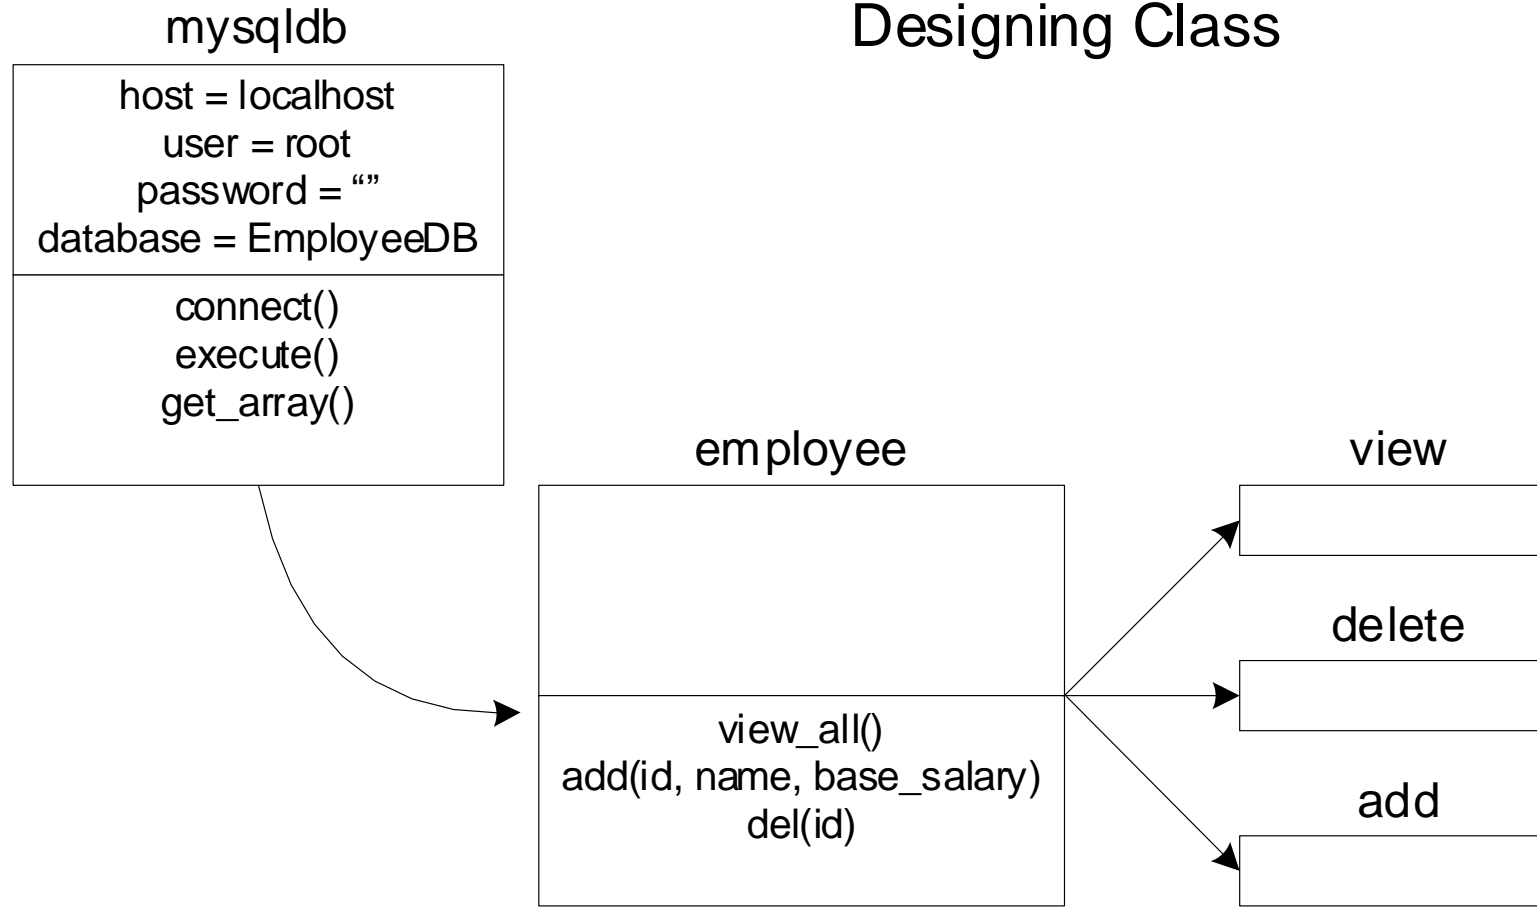 Designing Class
mysqldb
host = localhost
user = root
password = “”
database = EmployeeDB
connect()
execute()
get_array()
employee
view_all()
add(id, name, base_salary)
del(id)
view
delete
add